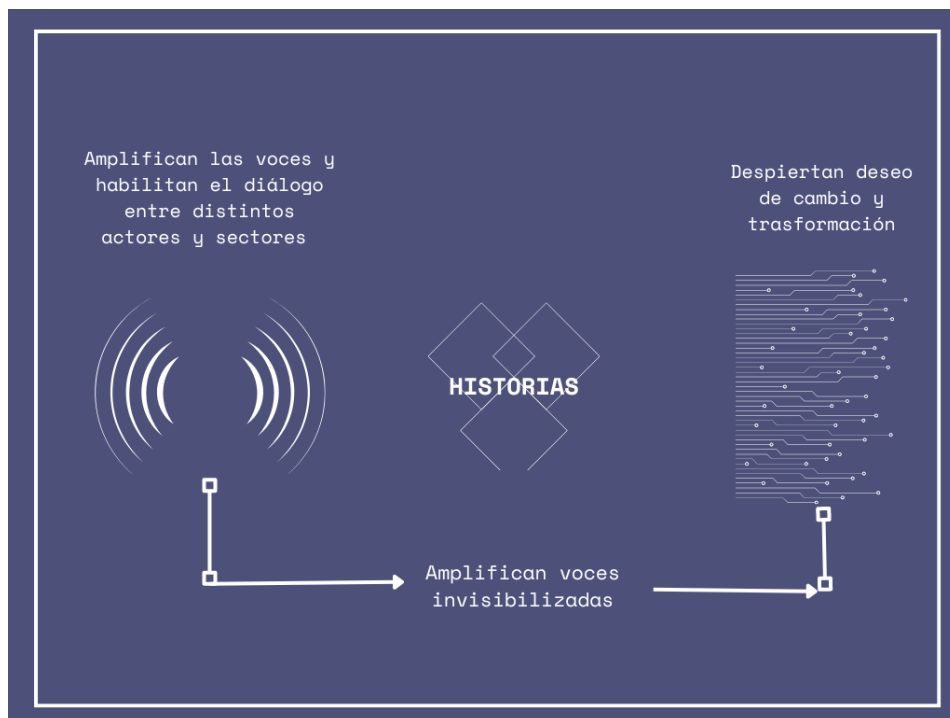 Amplifican las voces y
habilitan el diálogo
entre distintos
actores y sectores
Despiertan deseo
de cambio y
trasformación
HISTORIAS
Amplifican voces
invisibilizadas